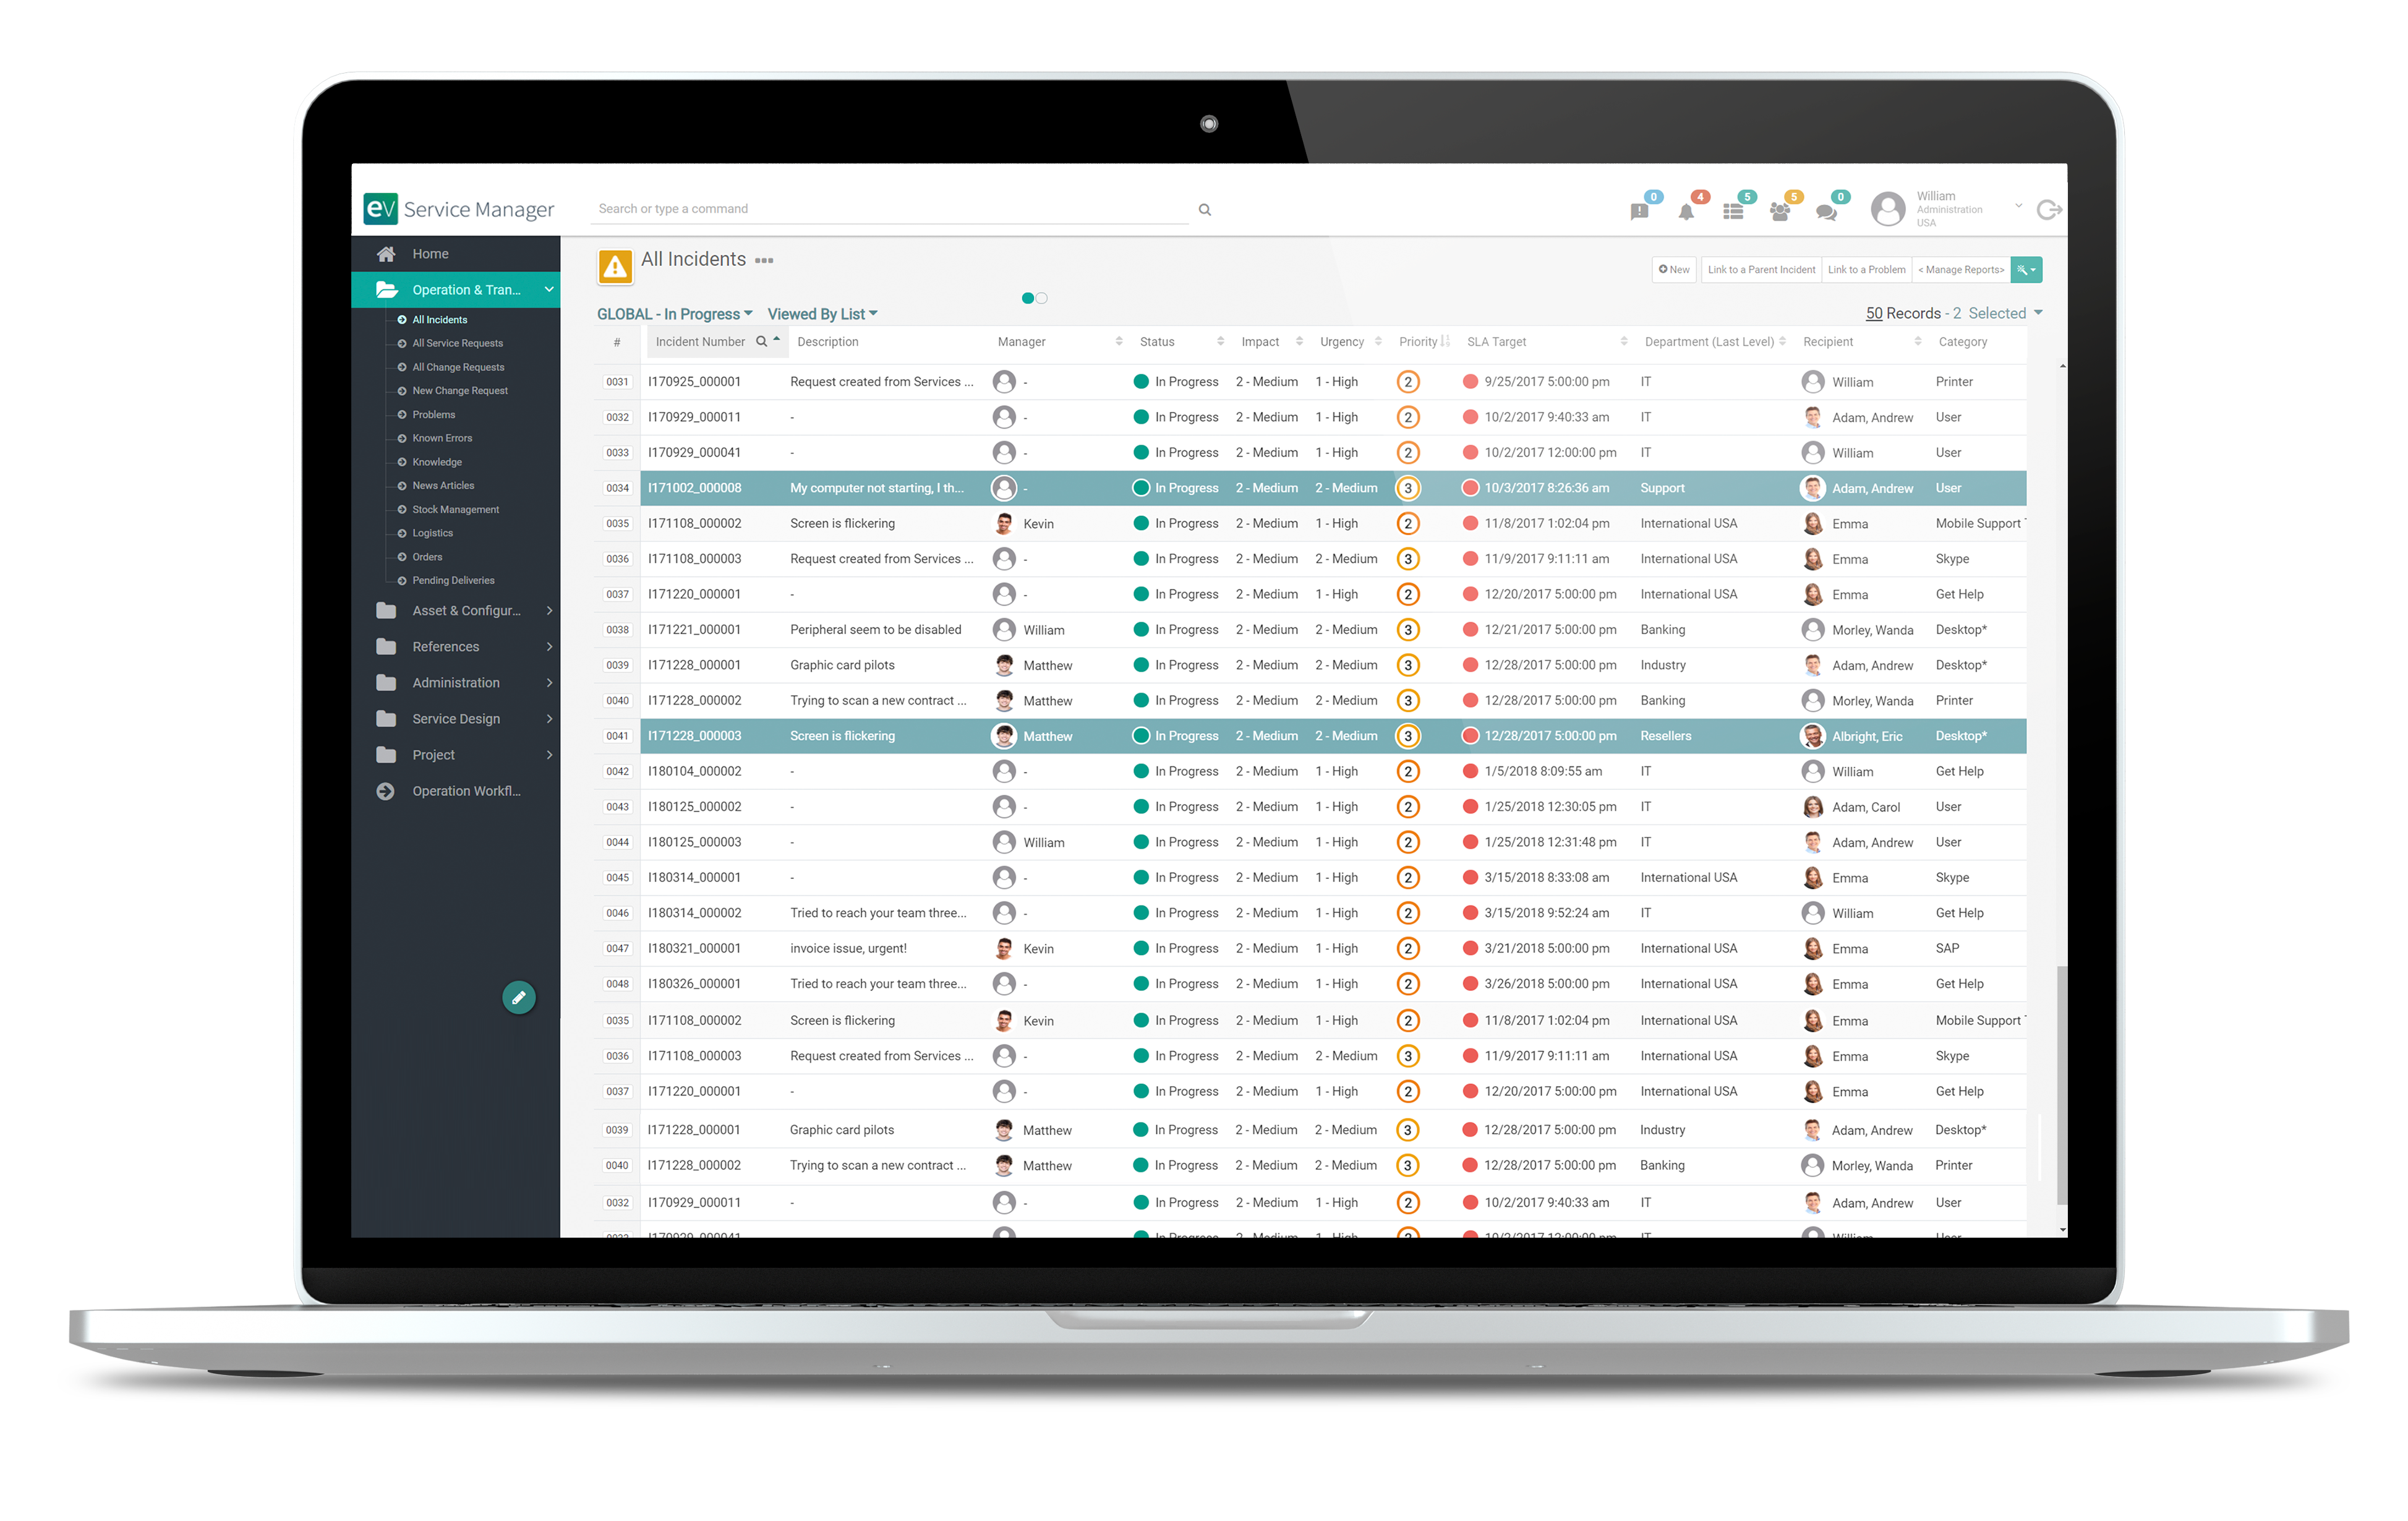 ev Service Manager
Search or type a command
0 4 5 5 0
William
Administration
USA
Home
Operation & Tran...
All Incidents
All Service Requests
All Change Requests
New Change Request
Problems
Known Errors
Knowledge
News Articles
Stock Management
Logistics
Orders
Pending Deliveries
Asset & Configur...
References
Administration
Service Design
Project
Operation Workfl...
All Incidents
New Link to a Parent Incident Link to a Problem < Manage Reports>
GLOBAL - In Progress Viewed By List
50 Records - 2 Selected
# Incident Number Description Manager Status Impact Urgency Priority SLA Target Department (Last Level) Recipient Category
0031 I170925_000001 Request created from Services ... - In Progress 2 - Medium 1 - High 2 9/25/2017 5:00:00 pm IT William Printer
0032 I170929_000011 - - In Progress 2 - Medium 1 - High 2 10/2/2017 9:40:33 am IT Adam, Andrew User
0033 I170929_000041 - - In Progress 2 - Medium 1 - High 2 10/2/2017 12:00:00 pm IT William User
0034 I171002_000008 My computer not starting, I th... - In Progress 2 - Medium 2 - Medium 3 10/3/2017 8:26:36 am Support Adam, Andrew User
0035 I171108_000002 Screen is flickering Kevin In Progress 2 - Medium 1 - High 2 11/8/2017 1:02:04 pm International USA Emma Mobile Support
0036 I171108_000003 Request created from Services ... - In Progress 2 - Medium 2 - Medium 3 11/9/2017 9:11:11 am International USA Emma Skype
0037 I171220_000001 - - In Progress 2 - Medium 1 - High 2 12/20/2017 5:00:00 pm International USA Emma Get Help
0038 I171221_000001 Peripheral seem to be disabled William In Progress 2 - Medium 2 - Medium 3 12/21/2017 5:00:00 pm Banking Morley, Wanda Desktop*
0039 I171228_000001 Graphic card pilots Matthew In Progress 2 - Medium 2 - Medium 3 12/28/2017 5:00:00 pm Industry Adam, Andrew Desktop*
0040 I171228_000002 Trying to scan a new contract ... Matthew In Progress 2 - Medium 2 - Medium 3 12/28/2017 5:00:00 pm Banking Morley, Wanda Printer
0041 I171228_000003 Screen is flickering Matthew In Progress 2 - Medium 2 - Medium 3 12/28/2017 5:00:00 pm Resellers Albright, Eric Desktop*
0042 I180104_000002 - - In Progress 2 - Medium 1 - High 2 1/5/2018 8:09:55 am IT William Get Help
0043 I180125_000002 - - In Progress 2 - Medium 1 - High 2 1/25/2018 12:30:05 pm IT Adam, Carol User
0044 I180125_000003 - William In Progress 2 - Medium 1 - High 2 1/25/2018 12:31:48 pm IT Adam, Andrew User
0045 I180314_000001 - - In Progress 2 - Medium 1 - High 2 3/15/2018 8:33:08 am International USA Emma Skype
0046 I180314_000002 Tried to reach your team three... - In Progress 2 - Medium 1 - High 2 3/15/2018 9:52:24 am IT William Get Help
0047 I180321_000001 invoice issue, urgent! Kevin In Progress 2 - Medium 1 - High 2 3/21/2018 5:00:00 pm International USA Emma SAP
0048 I180326_000001 Tried to reach your team three... - In Progress 2 - Medium 1 - High 2 3/26/2018 5:00:00 pm International USA Emma Get Help
0035 I171108_000002 Screen is flickering Kevin In Progress 2 - Medium 1 - High 2 11/8/2017 1:02:04 pm International USA Emma Mobile Support
0036 I171108_000003 Request created from Services ... - In Progress 2 - Medium 2 - Medium 3 11/9/2017 9:11:11 am International USA Emma Skype
0037 I171220_000001 - - In Progress 2 - Medium 1 - High 2 12/20/2017 5:00:00 pm International USA Emma Get Help
0039 I171228_000001 Graphic card pilots Matthew In Progress 2 - Medium 2 - Medium 3 12/28/2017 5:00:00 pm Industry Adam, Andrew Desktop*
0040 I171228_000002 Trying to scan a new contract ... Matthew In Progress 2 - Medium 2 - Medium 3 12/28/2017 5:00:00 pm Banking Morley, Wanda Printer
0032 I170929_000011 - - In Progress 2 - Medium 1 - High 2 10/2/2017 9:40:33 am IT Adam, Andrew User